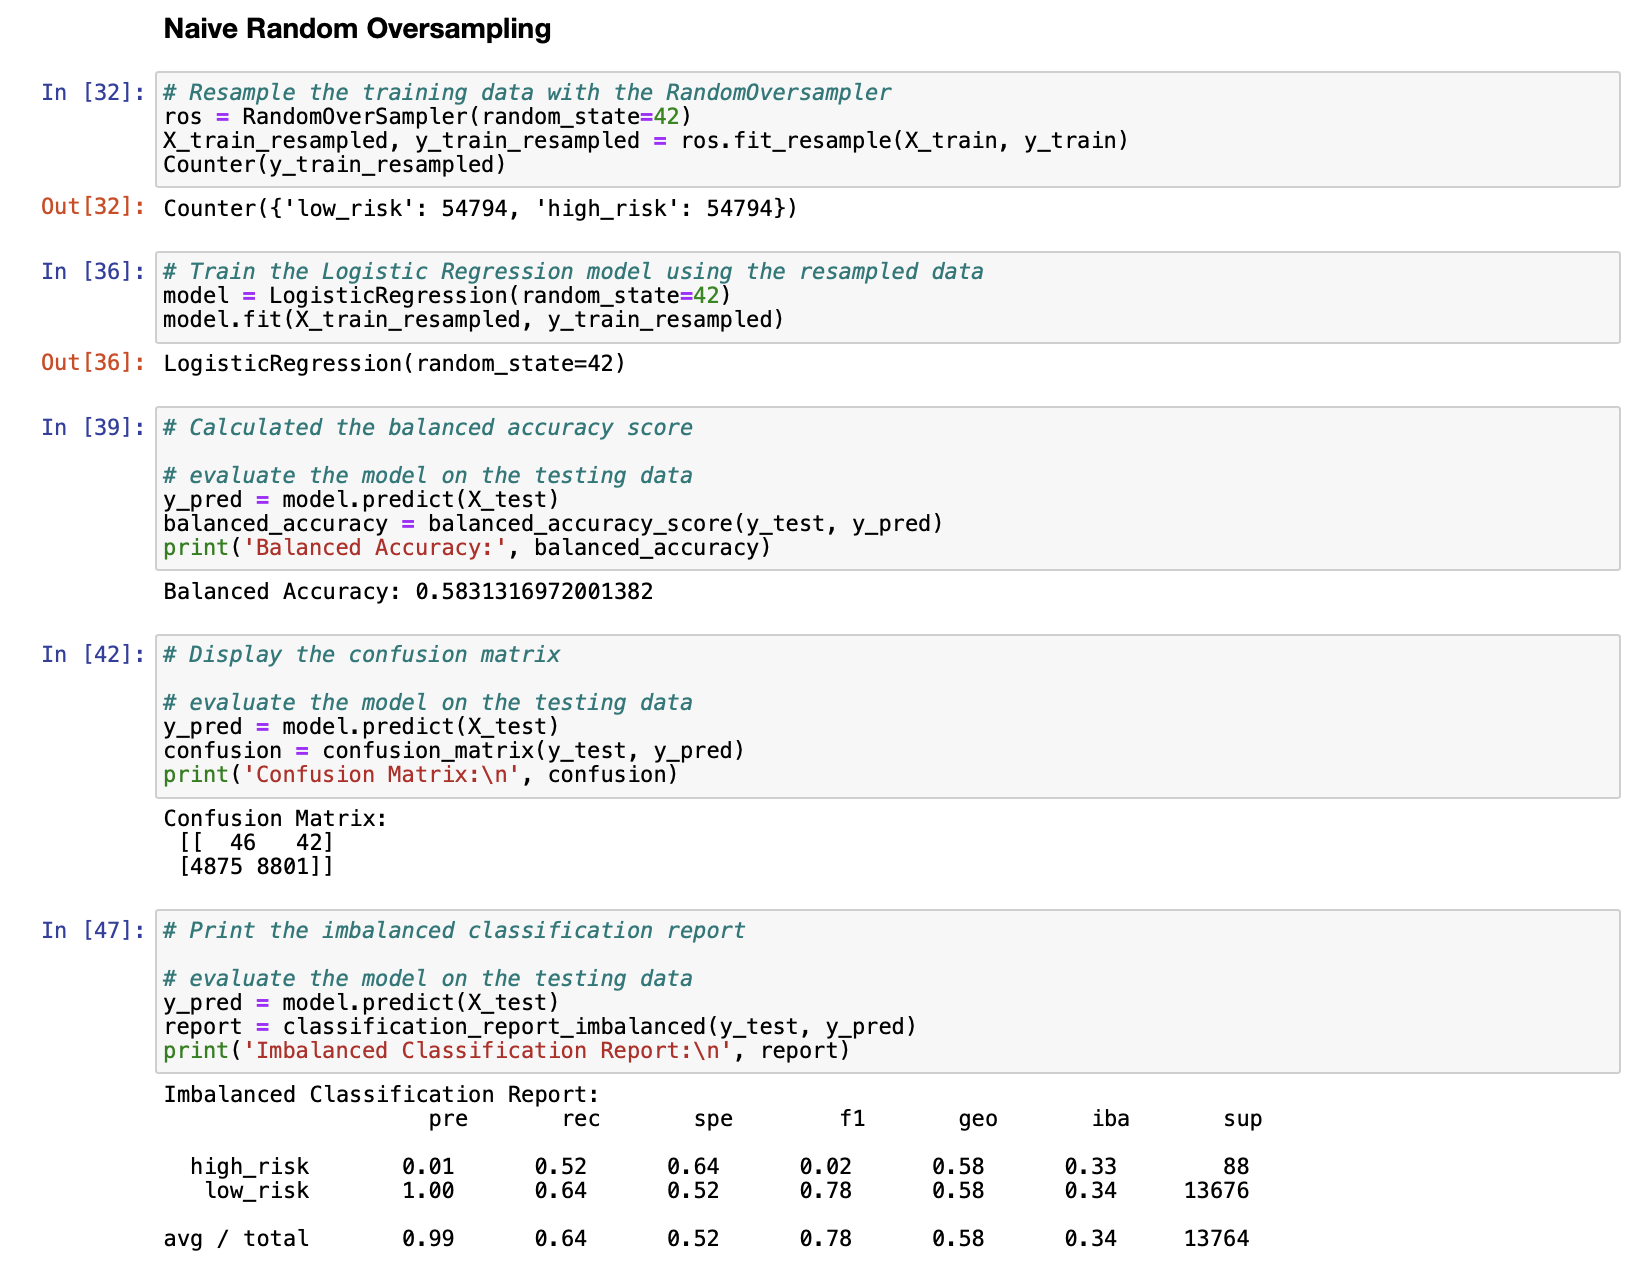 Naive Random Oversampling
In [32]: # Resample the training data with the RandomOversampler
ros = RandomOverSampler(random_state=42)
X_train_resampled, y_train_resampled = ros.fit_resample(X_train, y_train)
Counter(y_train_resampled)
Out[32]: Counter({'low_risk': 54794, 'high_risk': 54794})
In [36]: # Train the Logistic Regression model using the resampled data
model = LogisticRegression(random_state=42)
model.fit(X_train_resampled, y_train_resampled)
Out[36]: LogisticRegression(random_state=42)
In [39]: # Calculated the balanced accuracy score
# evaluate the model on the testing data
y_pred = model.predict(X_test)
balanced_accuracy = balanced_accuracy_score(y_test, y_pred)
print('Balanced Accuracy:', balanced_accuracy)
Balanced Accuracy: 0.5831316972001382
In [42]: # Display the confusion matrix
# evaluate the model on the testing data
y_pred = model.predict(X_test)
confusion = confusion_matrix(y_test, y_pred)
print('Confusion Matrix:\n', confusion)
Confusion Matrix:
[[  46   42]
[4875 8801]]
In [47]: # Print the imbalanced classification report
# evaluate the model on the testing data
y_pred = model.predict(X_test)
report = classification_report_imbalanced(y_test, y_pred)
print('Imbalanced Classification Report:\n', report)
Imbalanced Classification Report:
pre rec spe f1 geo iba sup
high_risk 0.01 0.52 0.64 0.02 0.58 0.33 88
low_risk 1.00 0.64 0.52 0.78 0.58 0.34 13676
avg / total 0.99 0.64 0.52 0.78 0.58 0.34 13764